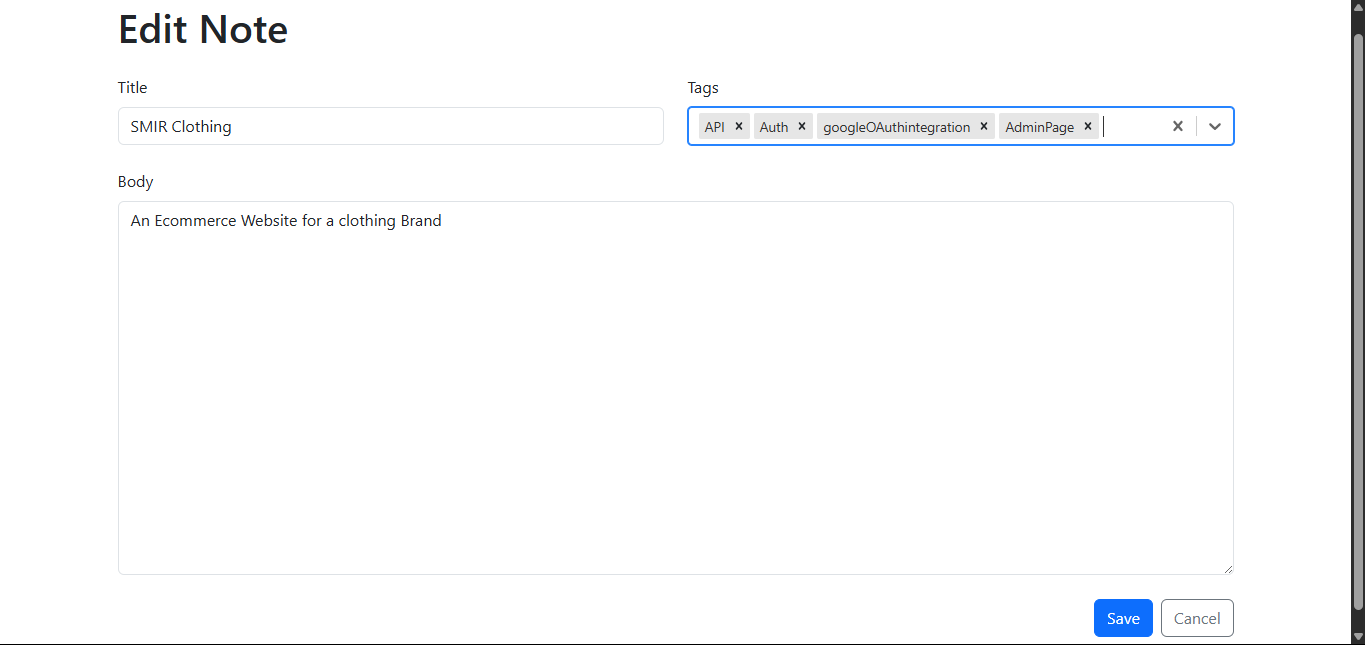 Edit Note
Title
Tags
SMIR Clothing
API Auth googleOAuthintegration AdminPage
Body
An Ecommerce Website for a clothing Brand
Save Cancel